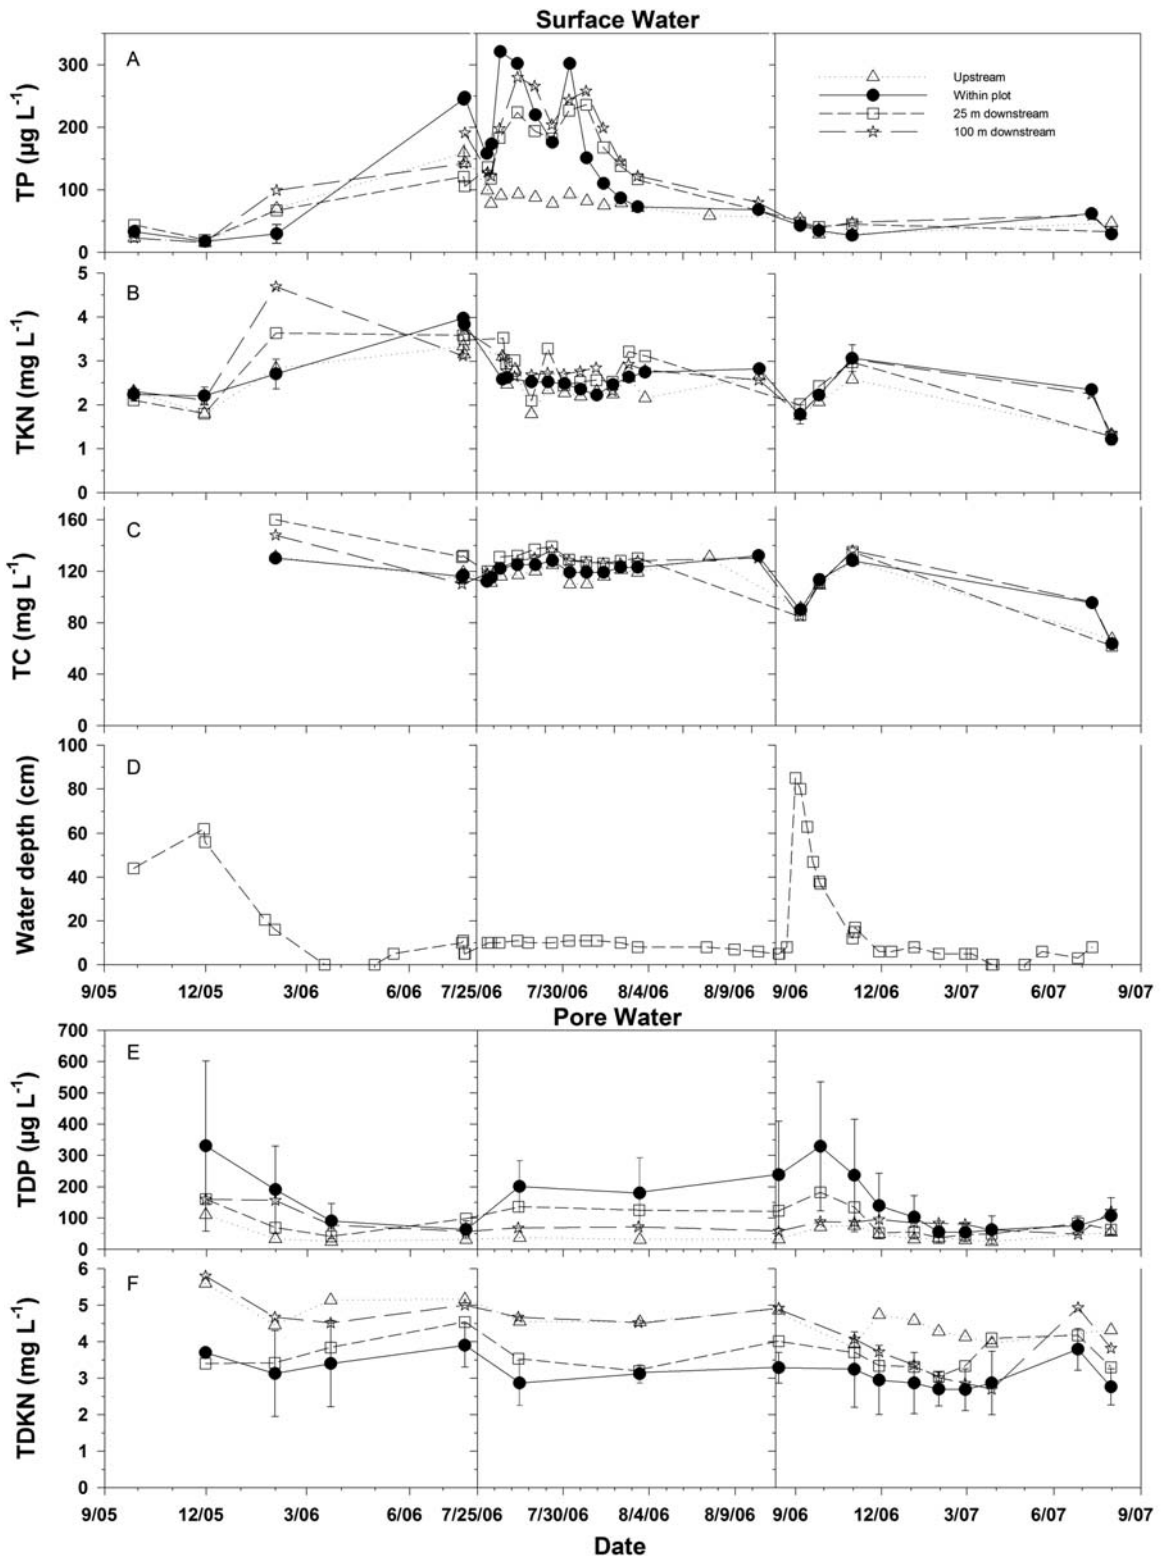 Surface Water
A
TP (µg L⁻¹)
300
200
100
0
Upstream
Within plot
25 m downstream
100 m downstream
B
TKN (mg L⁻¹)
5
4
3
2
1
0
C
TC (mg L⁻¹)
160
120
80
40
0
D
Water depth (cm)
100
80
60
40
20
0
9/05 12/05 3/06 6/06 7/25/06 7/30/06 8/4/06 8/9/06 9/06 12/06 3/07 6/07 9/07
Pore Water
E
TDP (µg L⁻¹)
700
600
500
400
300
200
100
0
F
TDKN (mg L⁻¹)
6
5
4
3
2
1
0
9/05 12/05 3/06 6/06 7/25/06 7/30/06 8/4/06 8/9/06 9/06 12/06 3/07 6/07 9/07
Date